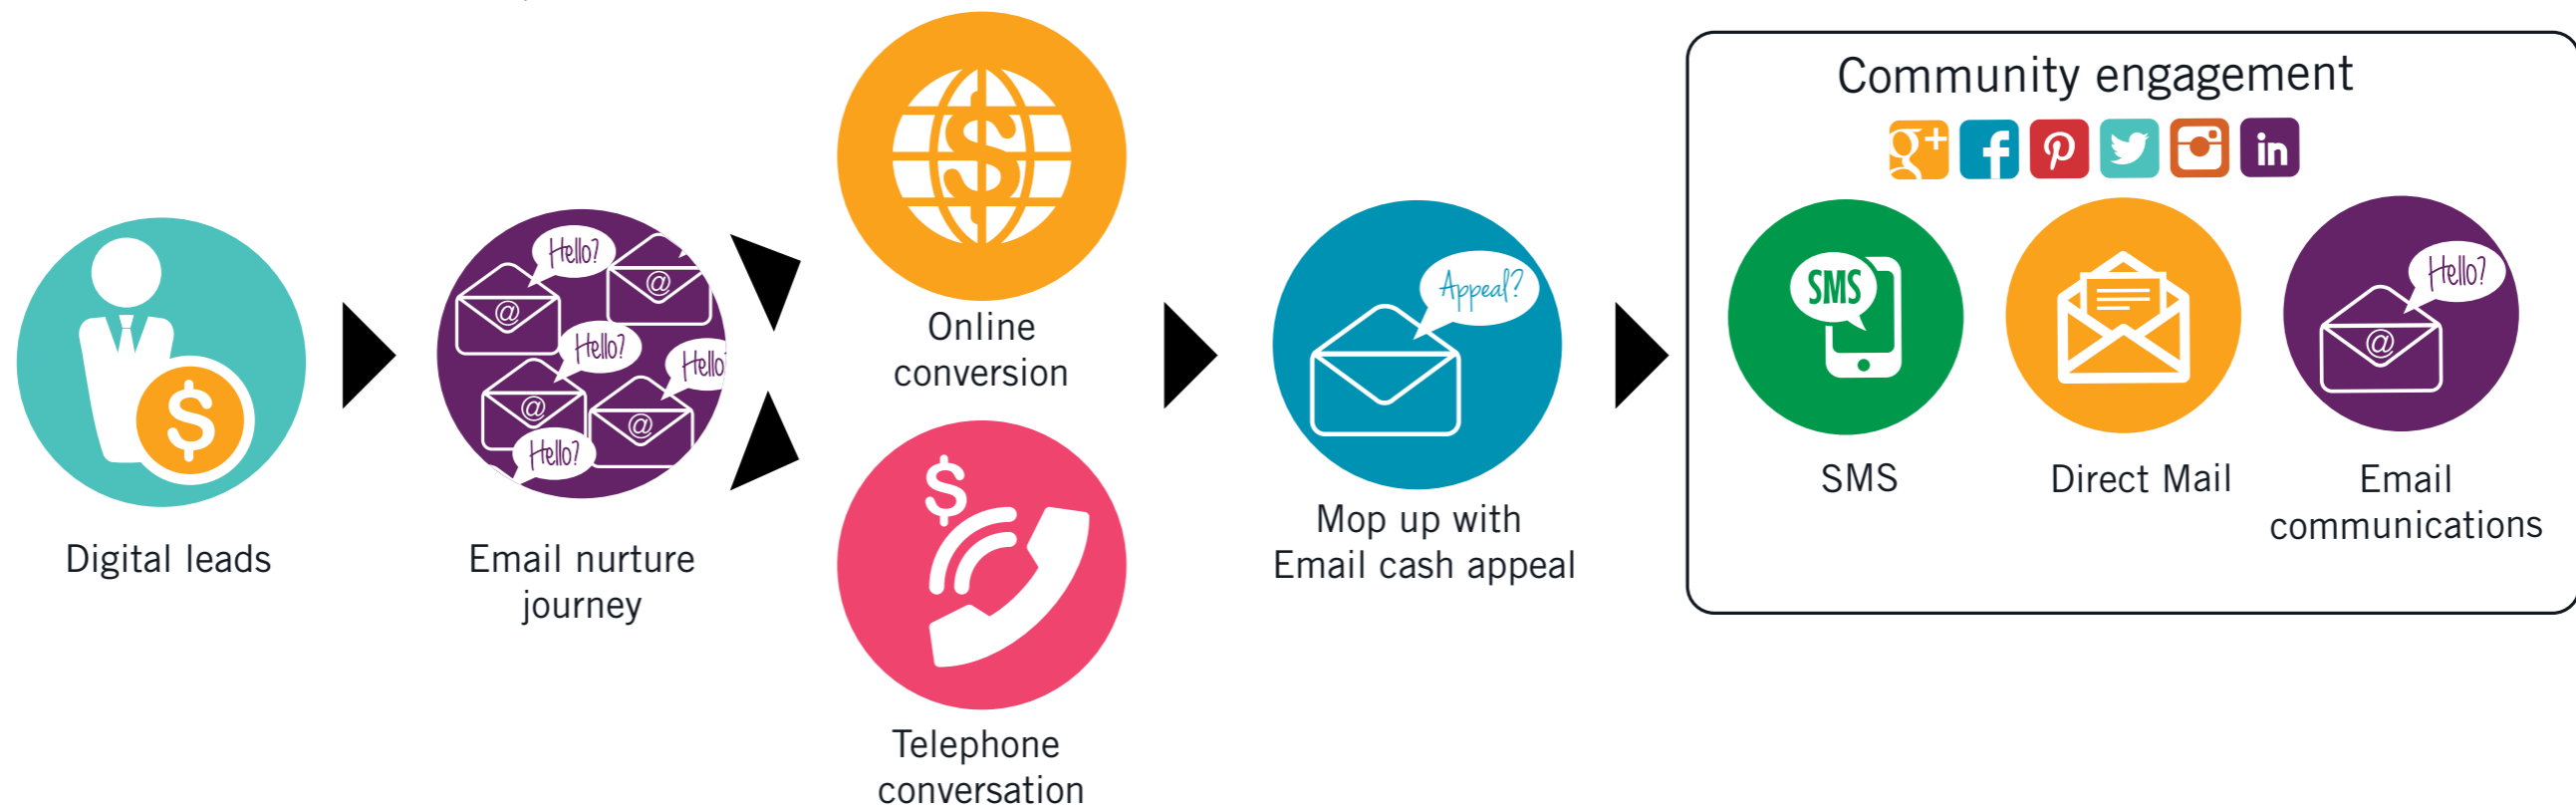 Digital leads
Hello?
Hello?
Hello
Hello?
@
@
@
@
Email nurture
journey
$
$
Online
conversion
$
Telephone
conversation
Appeal?
Mop up with
Email cash appeal
Community engagement
g+
f
in
SMS
SMS
Direct Mail
Hello?
@
Email
communications